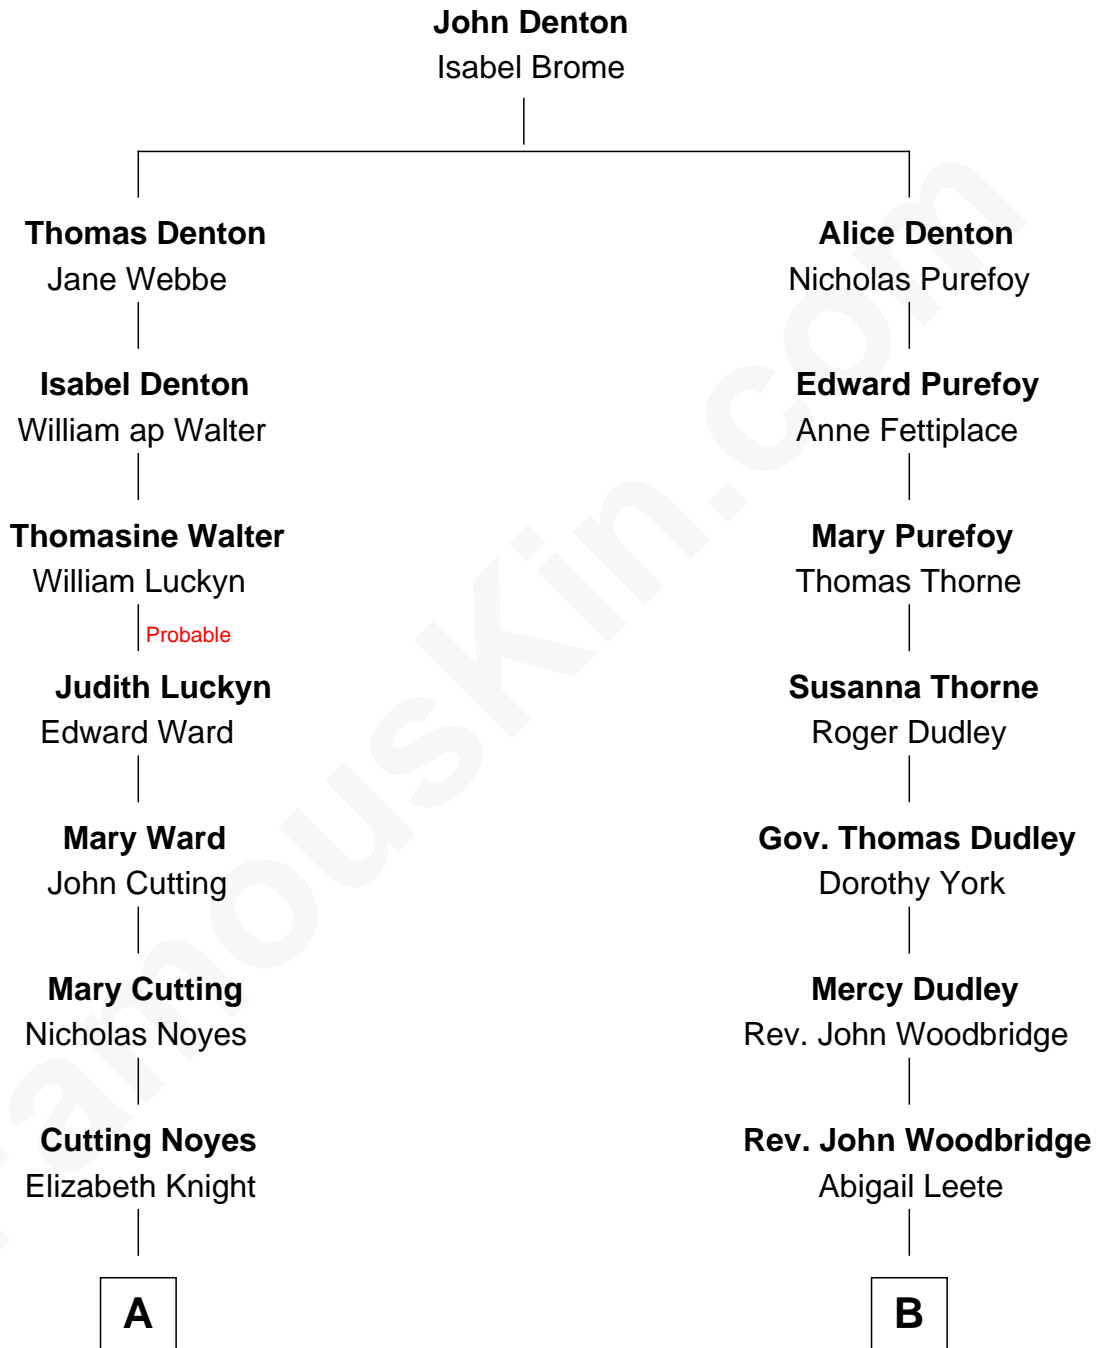 John Denton
Isabel Brome
Thomas Denton
Jane Webbe
Isabel Denton
William ap Walter
Thomasine Walter
William Luckyn
Probable
Judith Luckyn
Edward Ward
Mary Ward
John Cutting
Mary Cutting
Nicholas Noyes
Cutting Noyes
Elizabeth Knight
A
Alice Denton
Nicholas Purefoy
Edward Purefoy
Anne Fettiplace
Mary Purefoy
Thomas Thorne
Susanna Thorne
Roger Dudley
Gov. Thomas Dudley
Dorothy York
Mercy Dudley
Rev. John Woodbridge
Rev. John Woodbridge
Abigail Leete
B
FamousKin.com